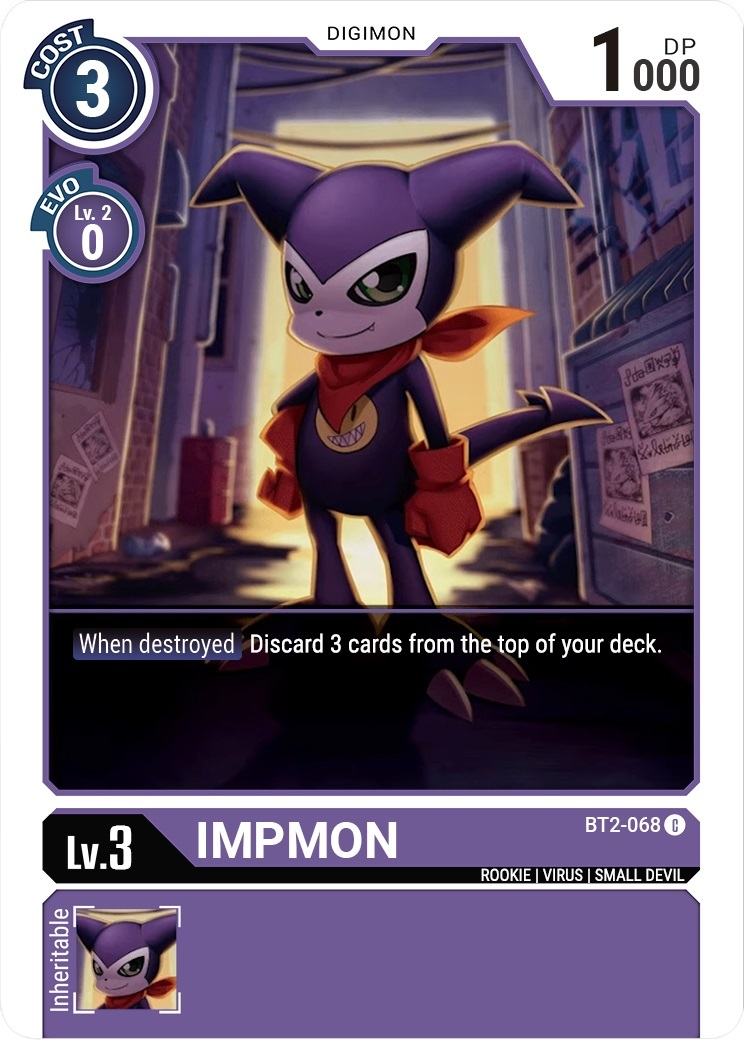 DIGIMON
COST
3
DP
1000
EVO
Lv. 2
0
When destroyed Discard 3 cards from the top of your deck.
BT2-068 C
Lv.3 IMPMON
ROOKIE | VIRUS | SMALL DEVIL
Inheritable